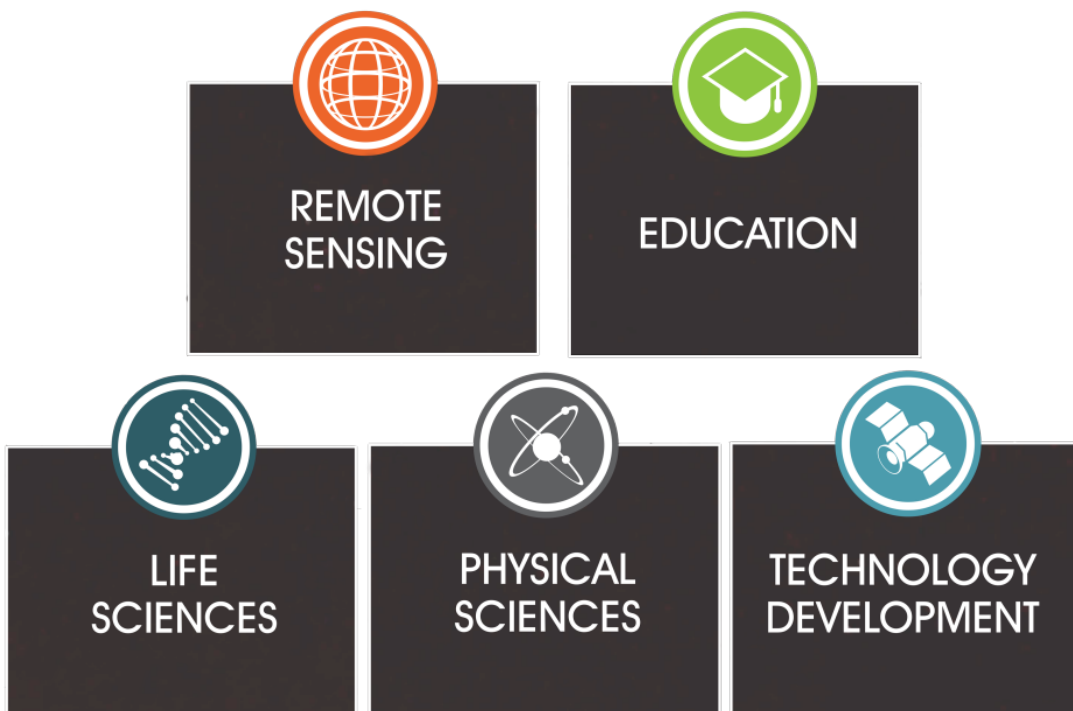 REMOTE
SENSING
EDUCATION
LIFE
SCIENCES
PHYSICAL
SCIENCES
TECHNOLOGY
DEVELOPMENT